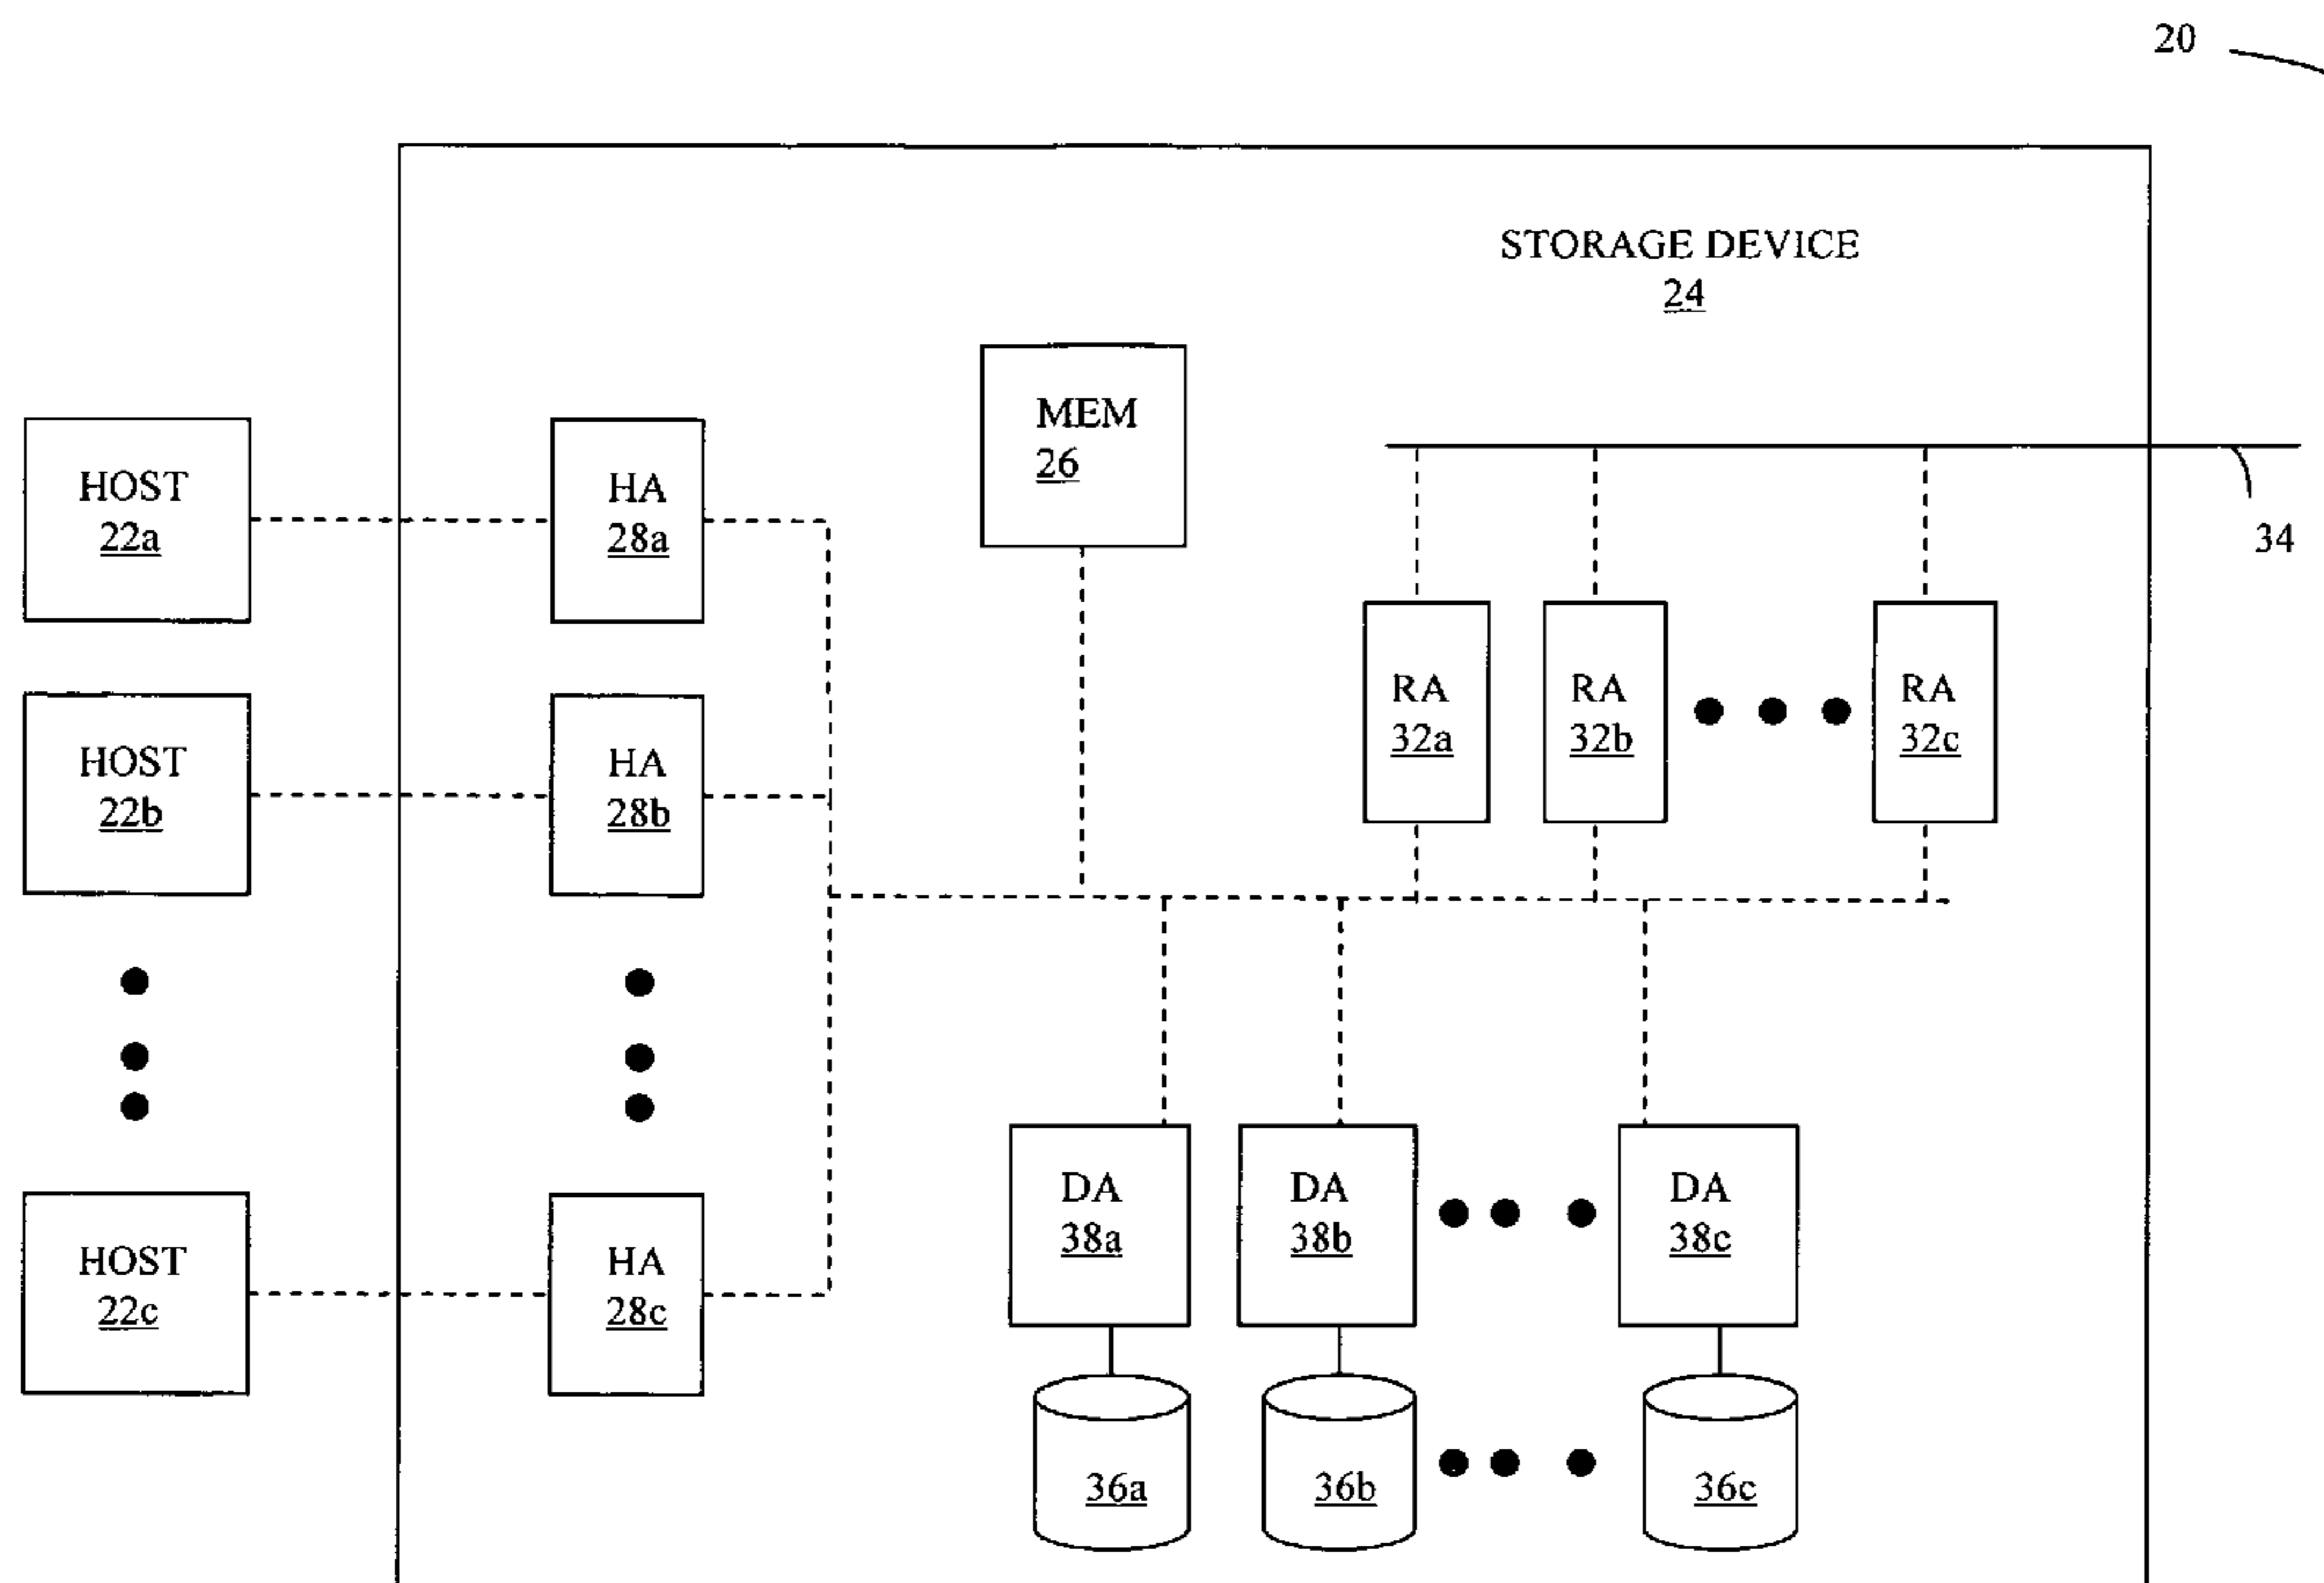 20
STORAGE DEVICE
24
MEM
26
HOST
22a
HA
28a
34
RA
32a
RA
32b
RA
32c
HOST
22b
HA
28b
DA
38a
DA
38b
DA
38c
HOST
22c
HA
28c
36a
36b
36c